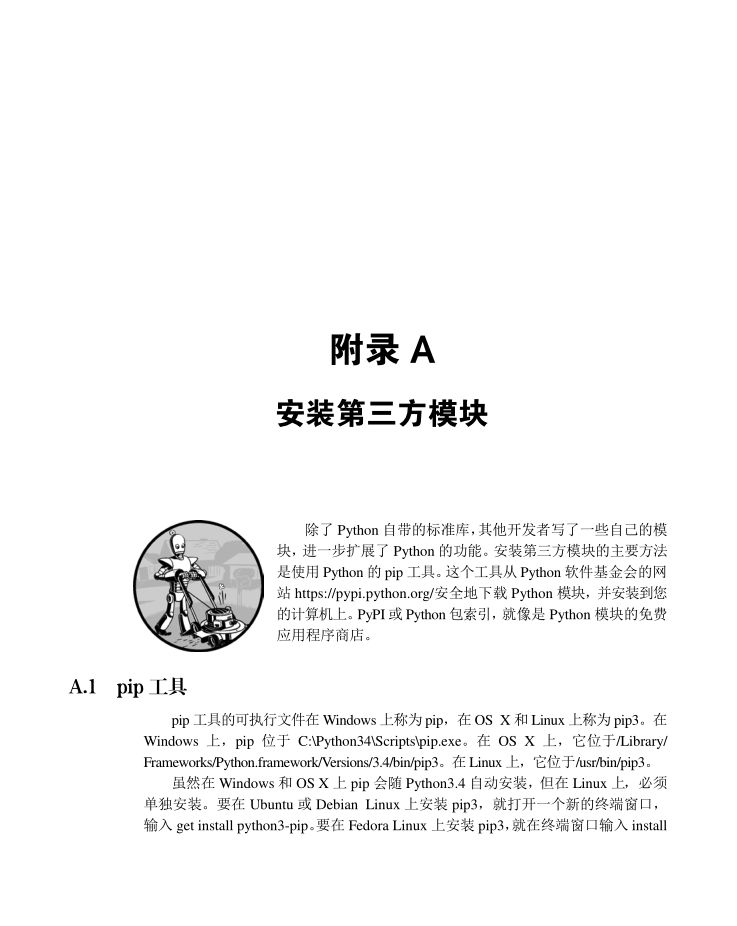 附录 A
安装第三方模块
除了 Python 自带的标准库，其他开发者写了一些自己的模
块，进一步扩展了 Python 的功能。安装第三方模块的主要方法
是使用 Python 的 pip 工具。这个工具从 Python 软件基金会的网
站 https://pypi.python.org/安全地下载 Python 模块，并安装到您
的计算机上。PyPI 或 Python 包索引，就像是 Python 模块的免费
应用程序商店。
A.1 pip 工具
pip 工具的可执行文件在 Windows 上称为 pip，在 OS X 和 Linux 上称为 pip3。在
Windows 上，pip 位于 C:\Python34\Scripts\pip.exe。在 OS X 上，它位于/Library/
Frameworks/Python.framework/Versions/3.4/bin/pip3。在 Linux 上，它位于/usr/bin/pip3。
虽然在 Windows 和 OS X 上 pip 会随 Python3.4 自动安装，但在 Linux 上，必须
单独安装。要在 Ubuntu 或 Debian Linux 上安装 pip3，就打开一个新的终端窗口，
输入 get install python3-pip。要在 Fedora Linux 上安装 pip3，就在终端窗口输入 install